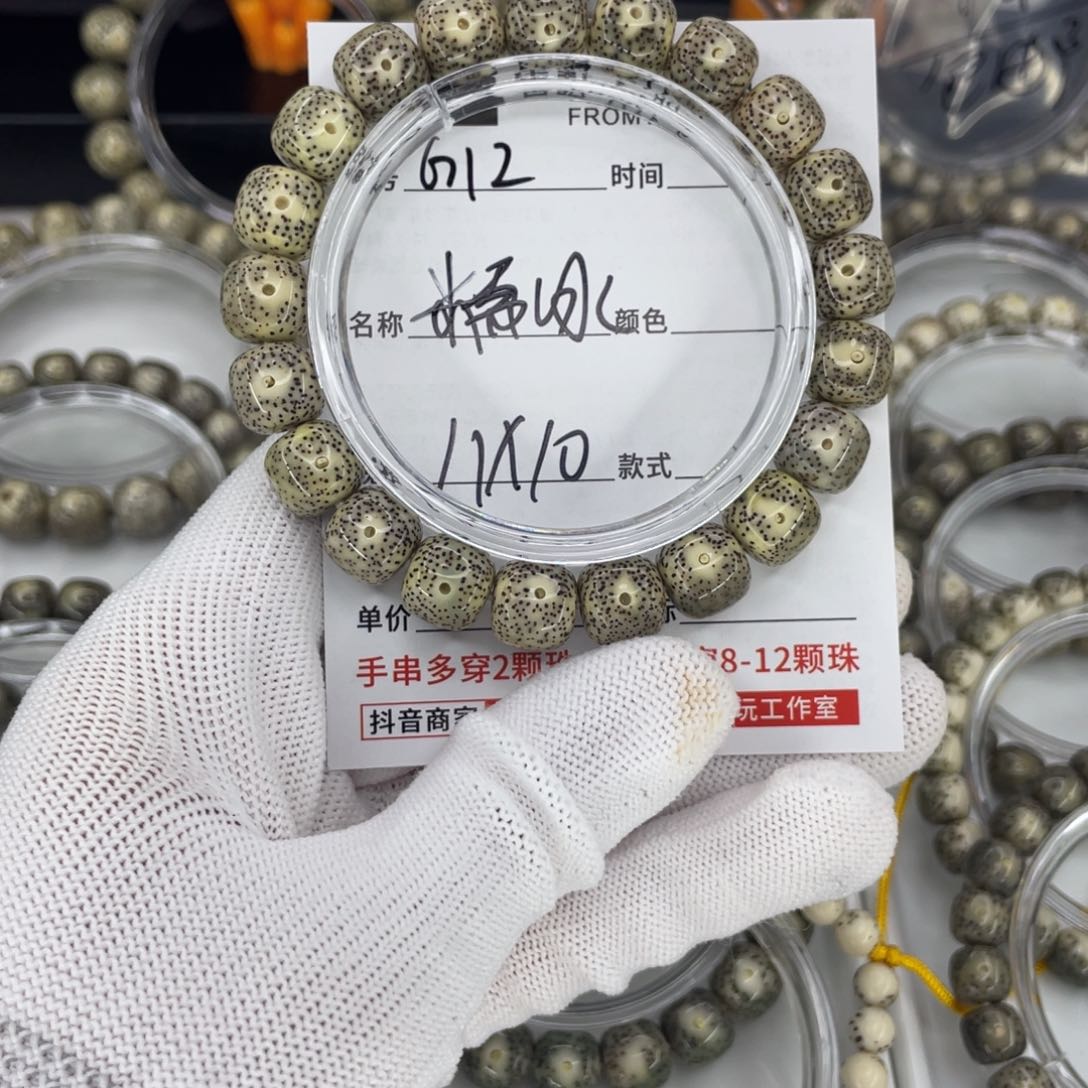 FROM
612 时间
名称 颜色
11X10 款式
单价
手串多穿2颗珠 8-12颗珠
抖音商家 玩工作室